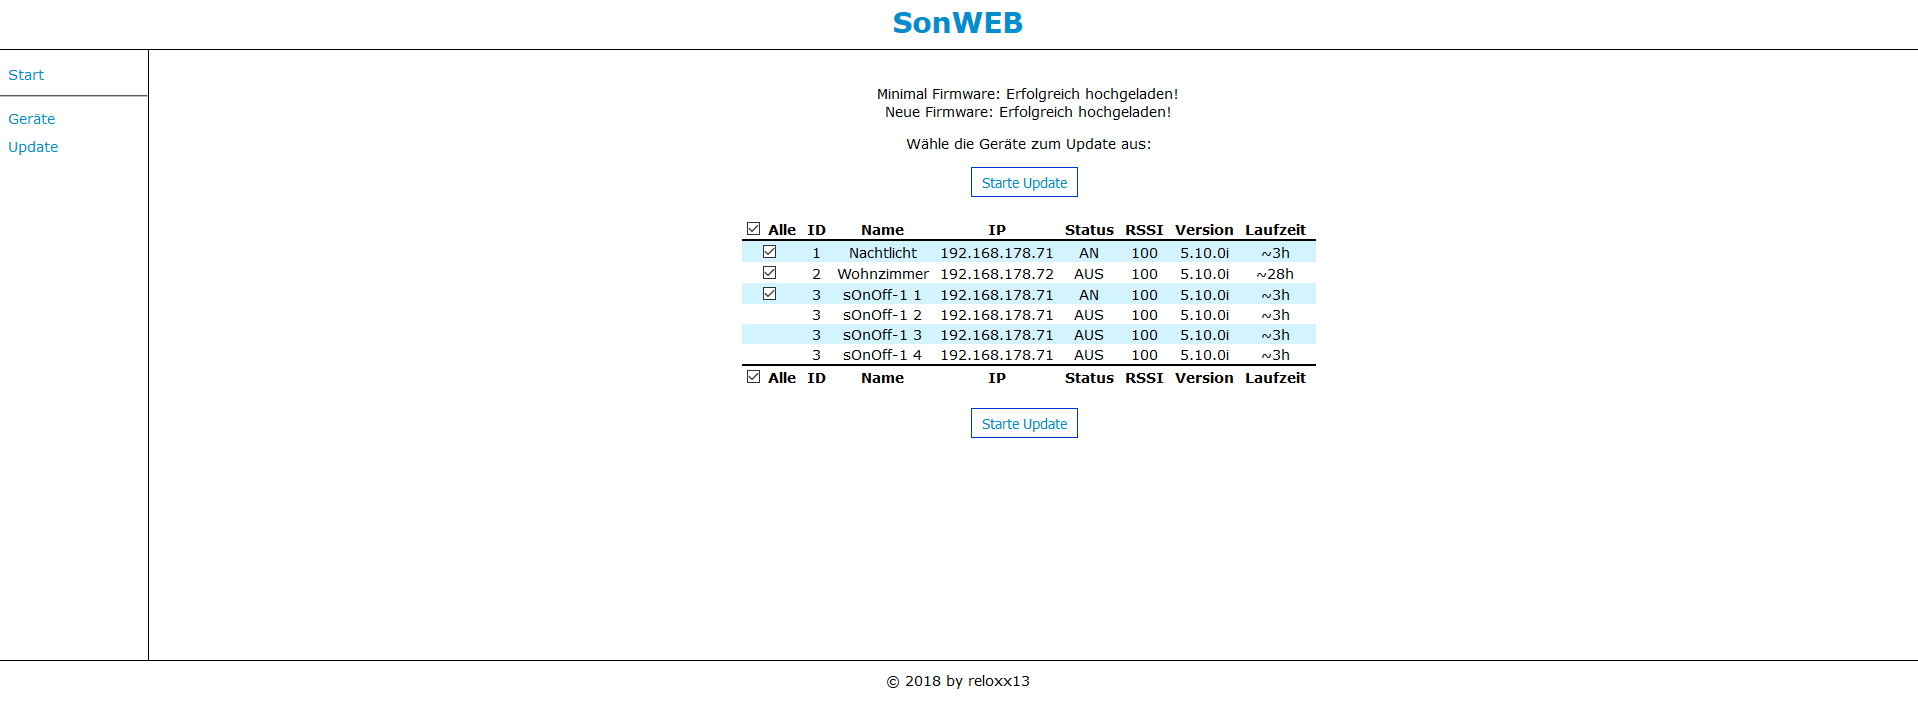 SonWEB
Start
Geräte
Update
Minimal Firmware: Erfolgreich hochgeladen!
Neue Firmware: Erfolgreich hochgeladen!
Wähle die Geräte zum Update aus:
Starte Update
Alle ID Name IP Status RSSI Version Laufzeit
1 Nachtlicht 192.168.178.71 AN 100 5.10.0i ~3h
2 Wohnzimmer 192.168.178.72 AUS 100 5.10.0i ~28h
3 sOnOff-1 1 192.168.178.71 AN 100 5.10.0i ~3h
3 sOnOff-1 2 192.168.178.71 AUS 100 5.10.0i ~3h
3 sOnOff-1 3 192.168.178.71 AUS 100 5.10.0i ~3h
3 sOnOff-1 4 192.168.178.71 AUS 100 5.10.0i ~3h
Alle ID Name IP Status RSSI Version Laufzeit
Starte Update
© 2018 by reloxx13